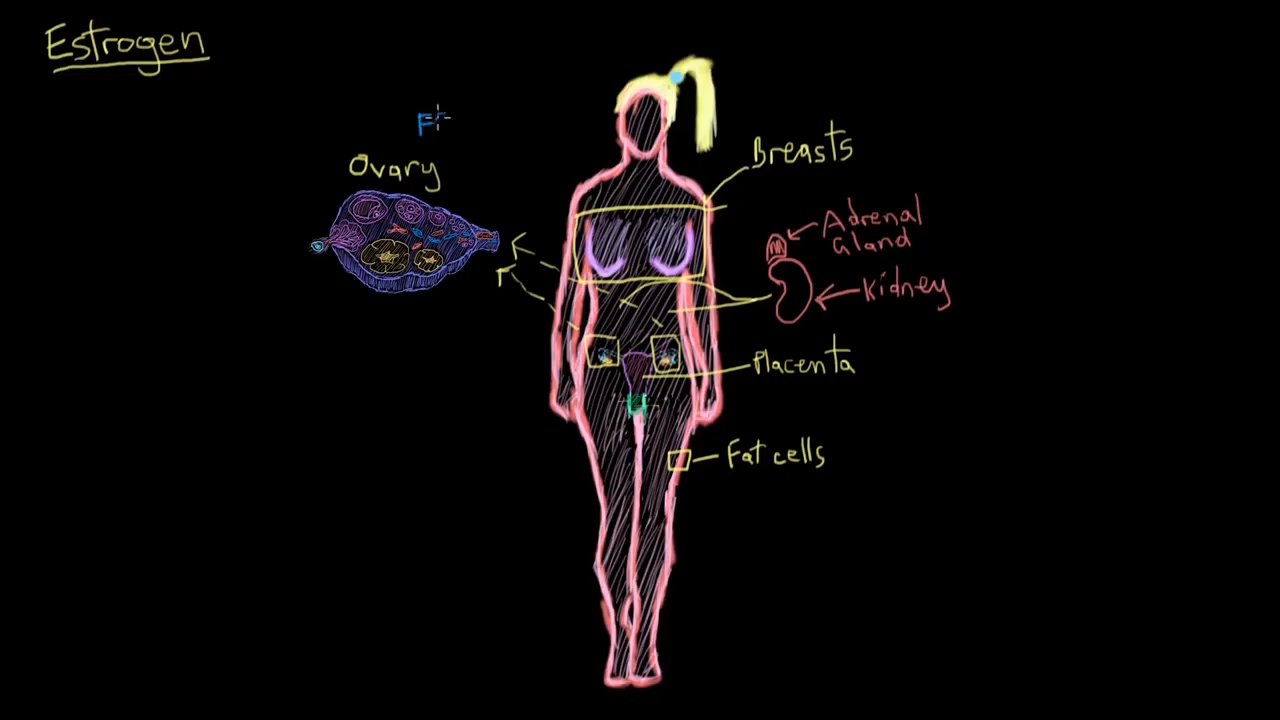 Estrogen
F
Ovary
Breasts
Adrenal
Gland
Kidney
Placenta
Fat cells